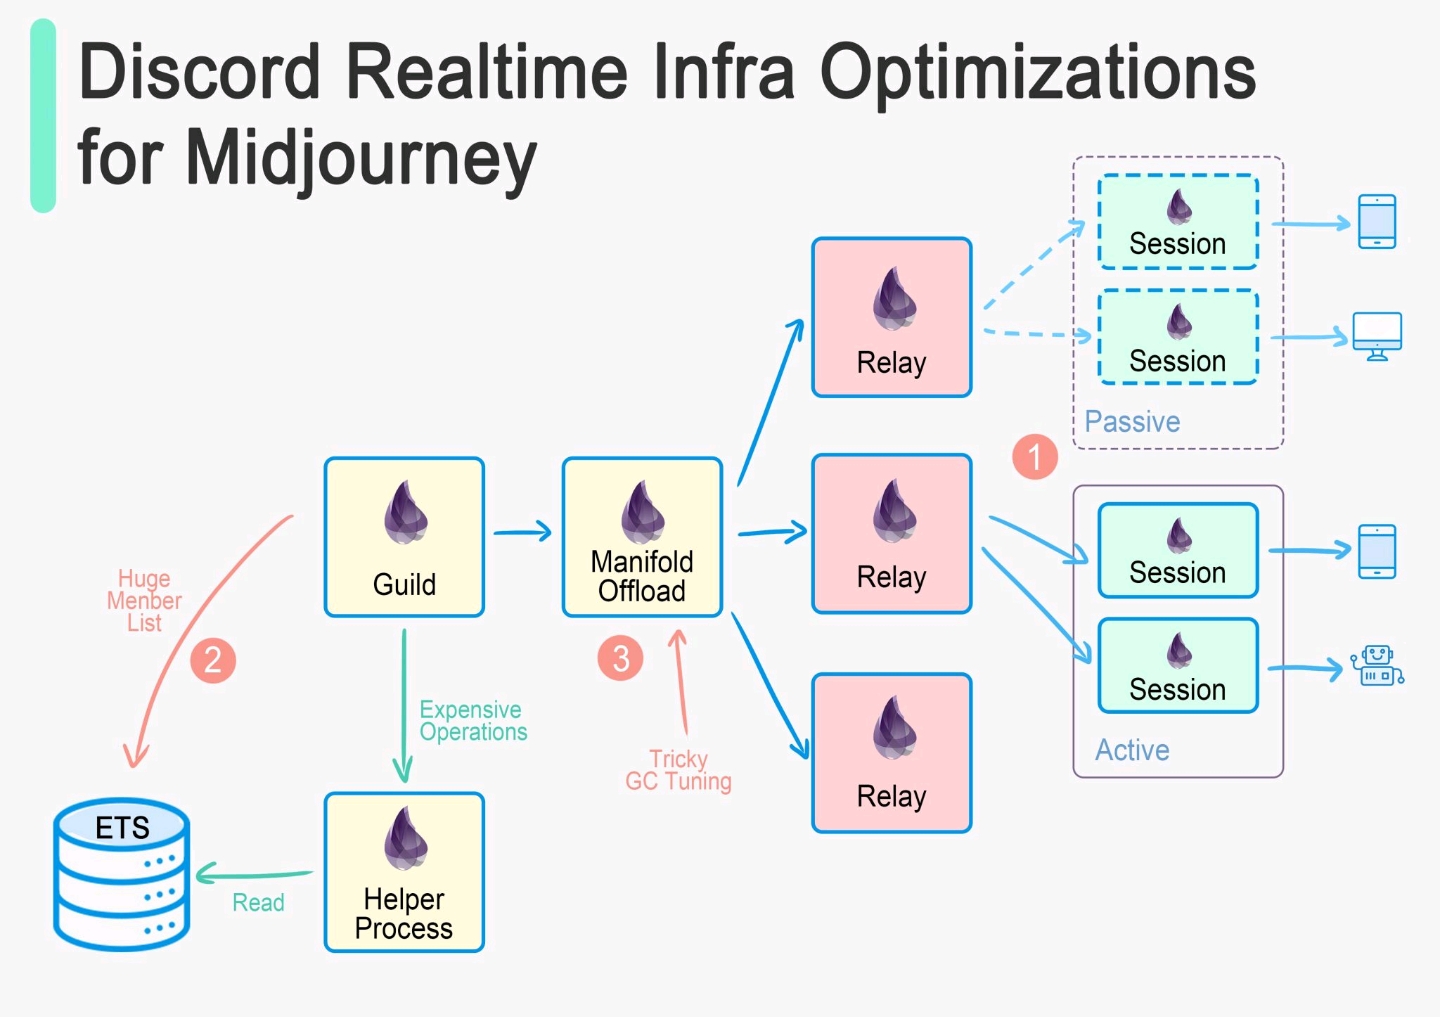 Discord Realtime Infra Optimizations
for Midjourney
Session
Session
Passive
Relay
1
Guild
Manifold
Offload
Relay
Session
Session
Active
Huge
Menber
List
2
3
Expensive
Operations
Tricky
GC Tuning
Relay
ETS
Read
Helper
Process